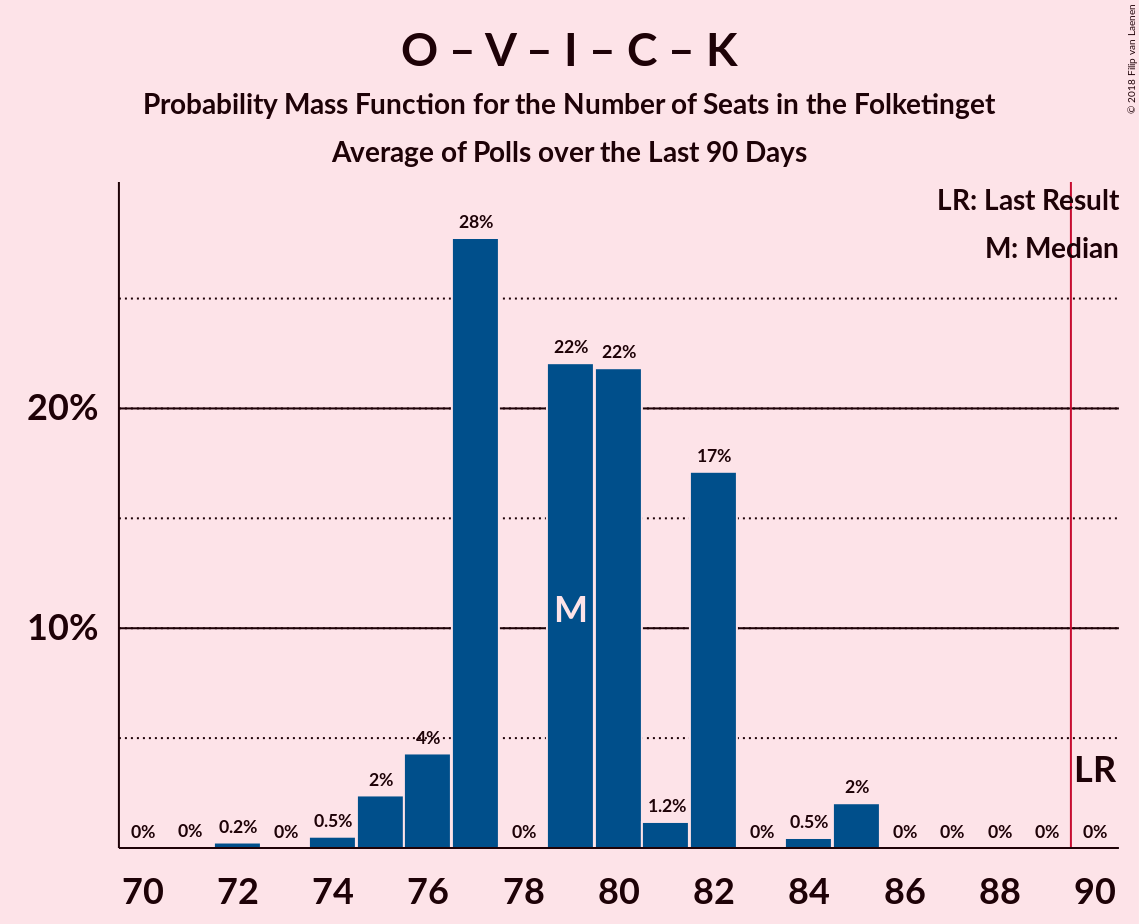 O – V – I – C – K
Probability Mass Function for the Number of Seats in the Folketinget
Average of Polls over the Last 90 Days
© 2018 Filip van Laenen
LR: Last Result
M: Median
28%
22%
22%
20%
17%
M
10%
4%
LR
2%
2%
1.2%
0% 0% 0.2% 0% 0.5% 0% 0% 0.5% 0% 0% 0% 0% 0%
70 72 74 76 78 80 82 84 86 88 90